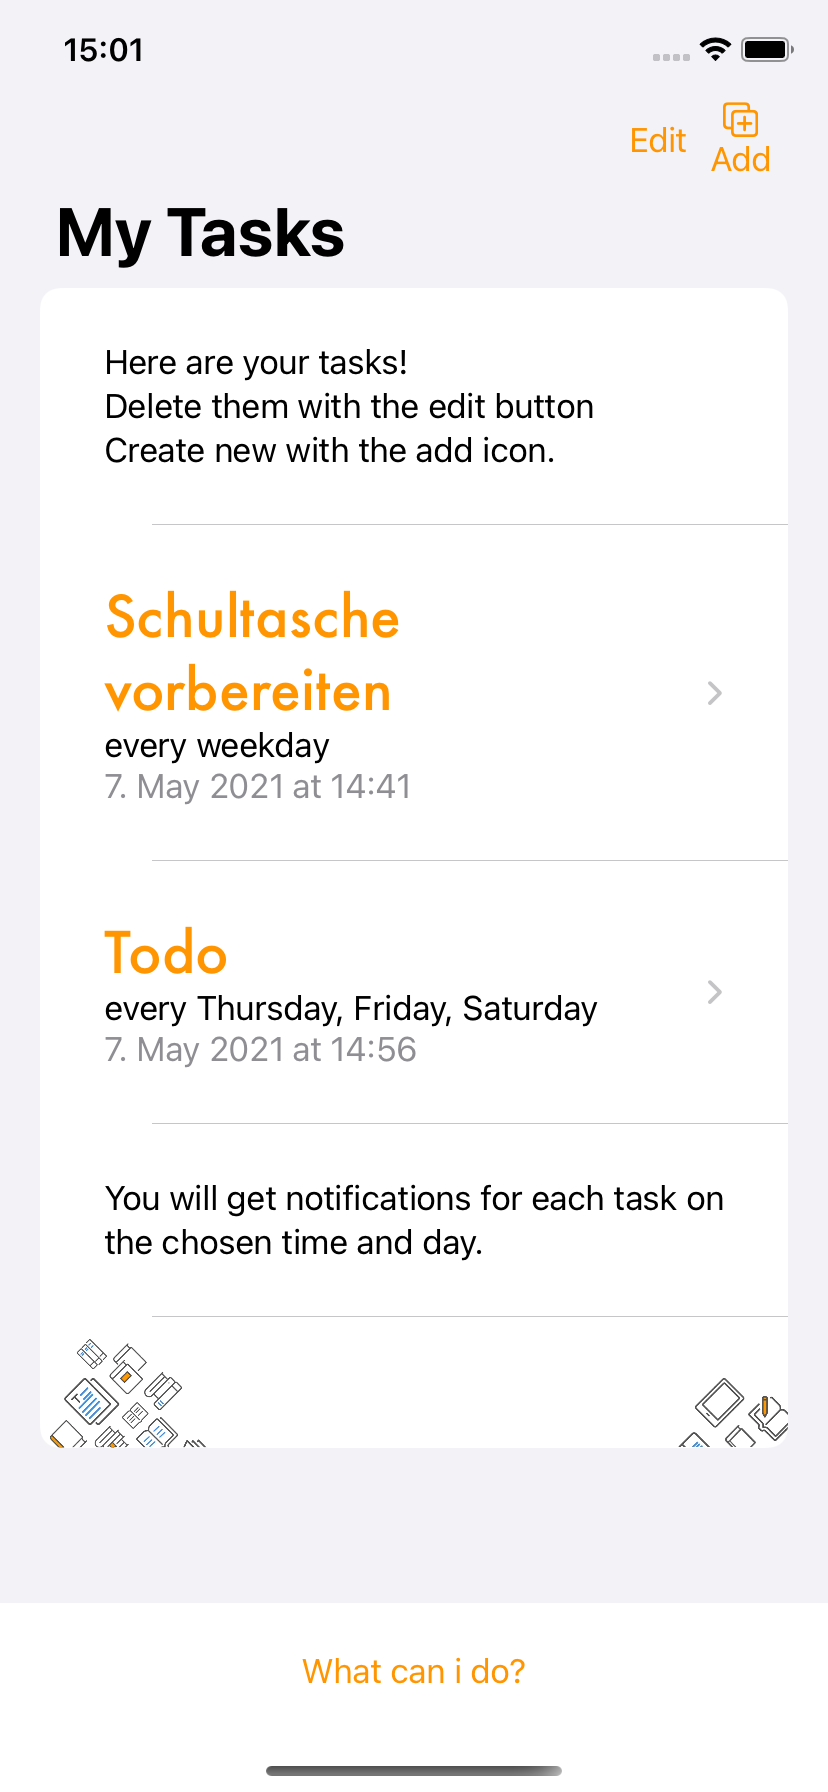 15:01
Edit
Add
My Tasks
Here are your tasks!
Delete them with the edit button
Create new with the add icon.
Schultasche
vorbereiten
every weekday
7. May 2021 at 14:41
Todo
every Thursday, Friday, Saturday
7. May 2021 at 14:56
You will get notifications for each task on
the chosen time and day.
What can i do?